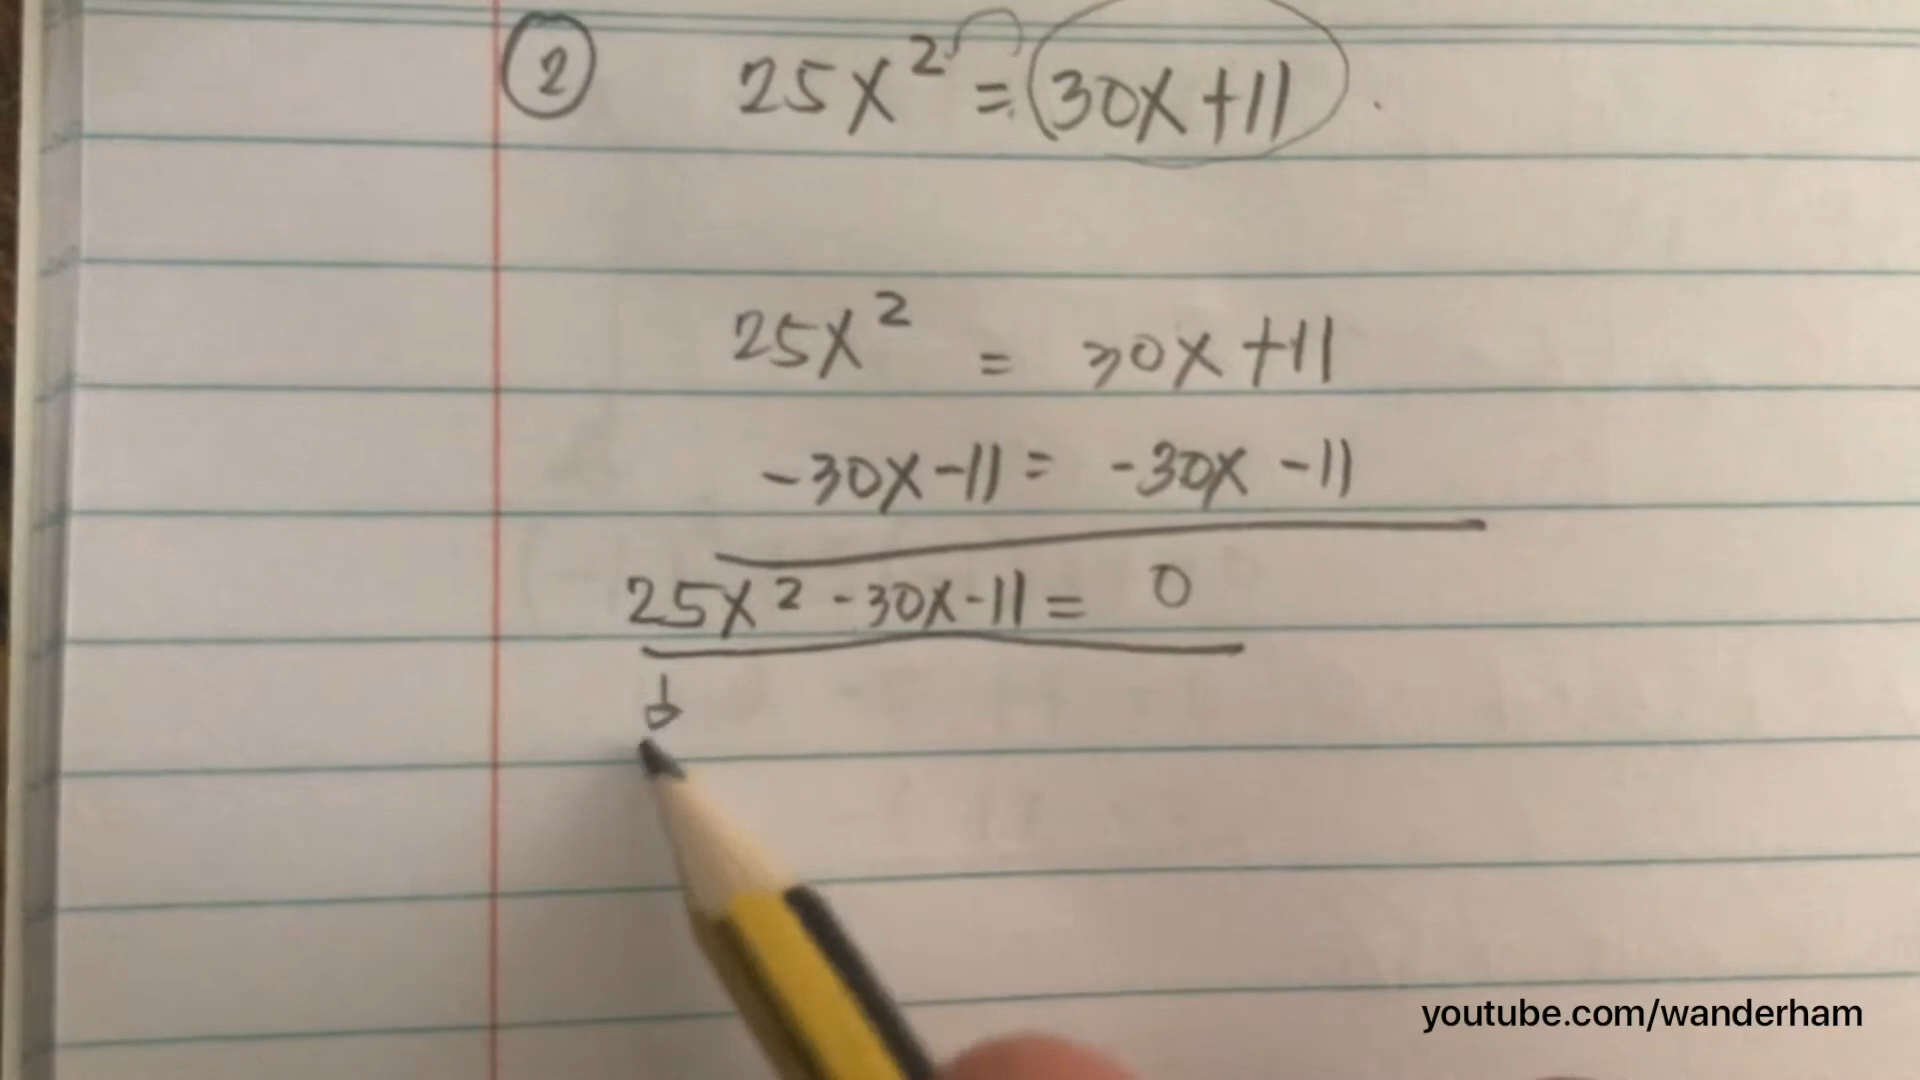 ② 25x² = 30x + 11
25x² = 30x + 11
-30x - 11 = -30x - 11
25x² - 30x - 11 = 0
youtube.com/wanderham